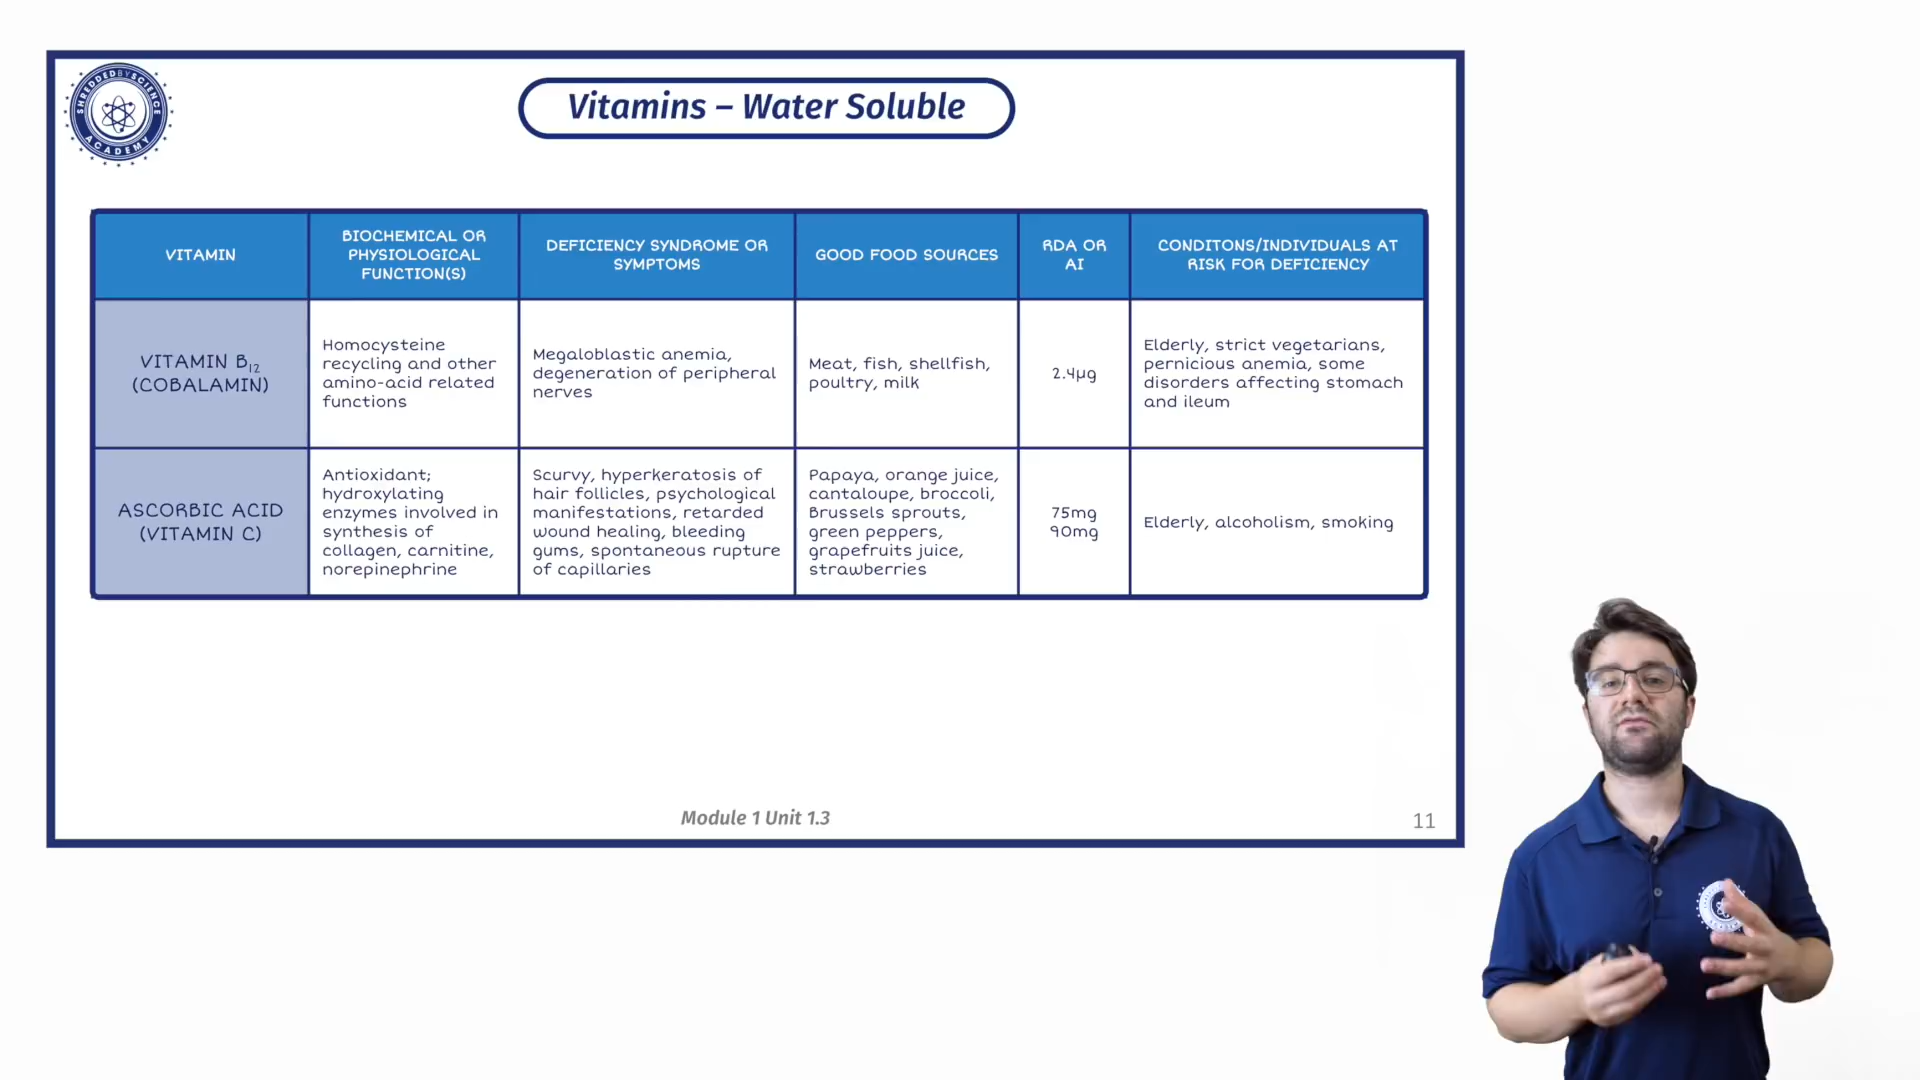 SHREDDEDBYSCIENCE
ACADEMY
Vitamins – Water Soluble
VITAMIN
BIOCHEMICAL OR
PHYSIOLOGICAL
FUNCTION(S)
DEFICIENCY SYNDROME OR
SYMPTOMS
GOOD FOOD SOURCES
RDA OR
AI
CONDITONS/INDIVIDUALS AT
RISK FOR DEFICIENCY
VITAMIN B₁₂
(COBALAMIN)
Homocysteine
recycling and other
amino-acid related
functions
Megaloblastic anemia,
degeneration of peripheral
nerves
Meat, fish, shellfish,
poultry, milk
2.4µg
Elderly, strict vegetarians,
pernicious anemia, some
disorders affecting stomach
and ileum
ASCORBIC ACID
(VITAMIN C)
Antioxidant;
hydroxylating
enzymes involved in
synthesis of
collagen, carnitine,
norepinephrine
Scurvy, hyperkeratosis of
hair follicles, psychological
manifestations, retarded
wound healing, bleeding
gums, spontaneous rupture
of capillaries
Papaya, orange juice,
cantaloupe, broccoli,
Brussels sprouts,
green peppers,
grapefruits juice,
strawberries
75mg
90mg
Elderly, alcoholism, smoking
Module 1 Unit 1.3
11